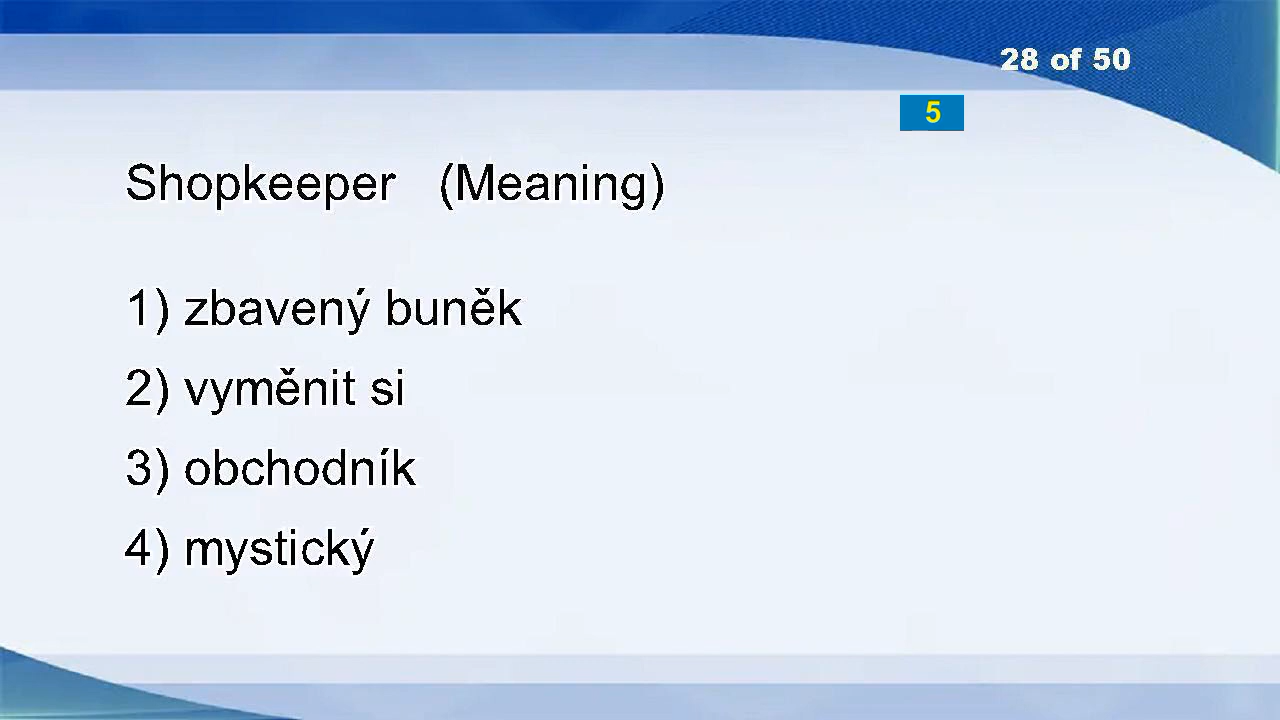 28 of 50
5
Shopkeeper (Meaning)
1) zbavený buněk
2) vyměnit si
3) obchodník
4) mystický